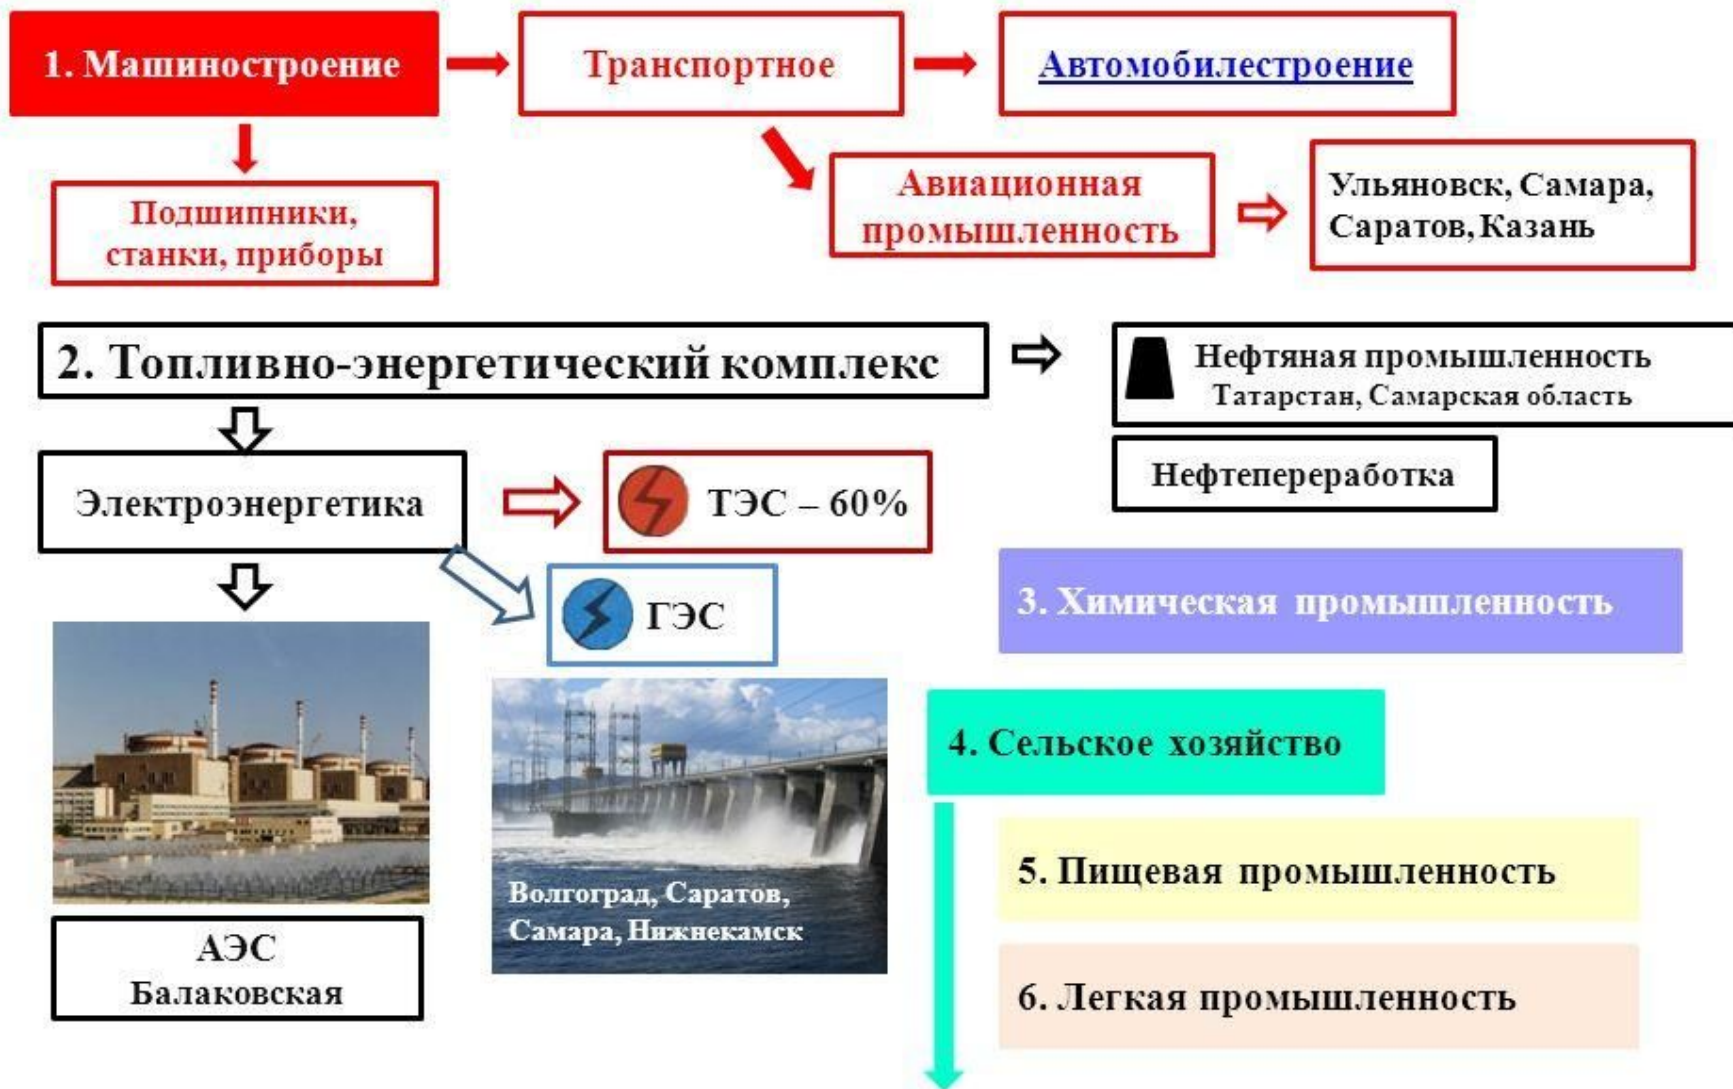 1. Машиностроение
Транспортное
Автомобилестроение
Подшипники,
станки, приборы
Авиационная
промышленность
Ульяновск, Самара,
Саратов, Казань
2. Топливно-энергетический комплекс
Нефтяная промышленность
Татарстан, Самарская область
Нефтепереработка
Электроэнергетика
ТЭС – 60%
ГЭС
3. Химическая промышленность
4. Сельское хозяйство
Волгоград, Саратов,
Самара, Нижнекамск
5. Пищевая промышленность
АЭС
Балаковская
6. Легкая промышленность